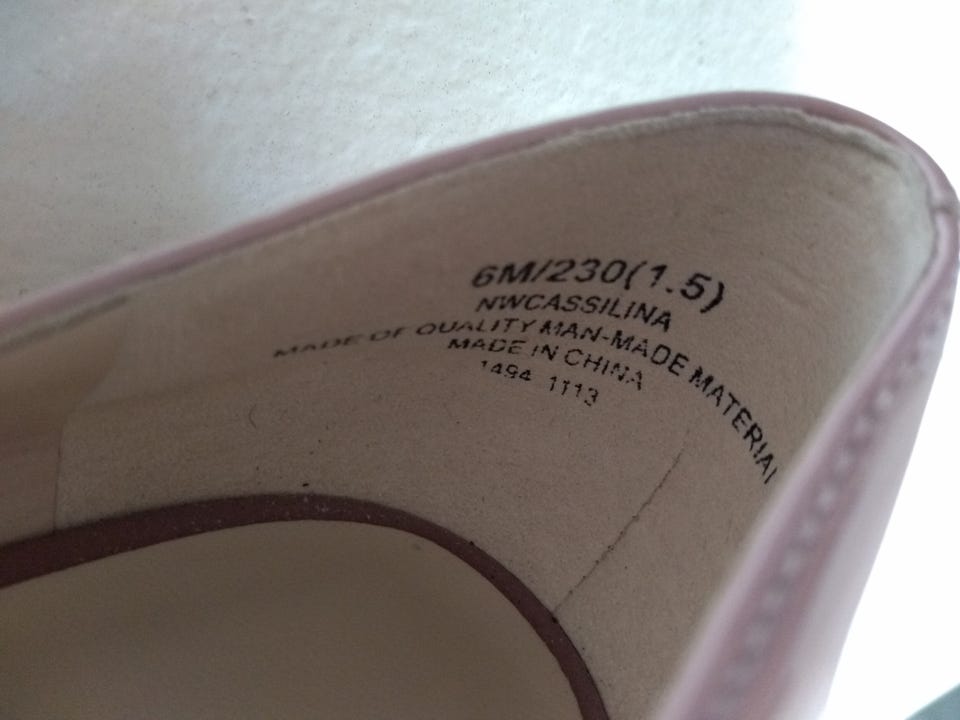 6M/230(1.5)
NWCASSILINA
MADE OF QUALITY MAN-MADE MATERIAL
MADE IN CHINA
1494 1113